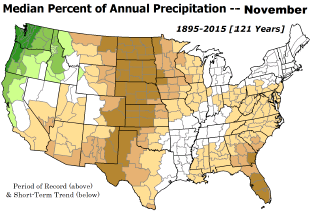 Median Percent of Annual Precipitation -- November
1895-2015 [121 Years]
Period of Record (above)
& Short-Term Trend (below)